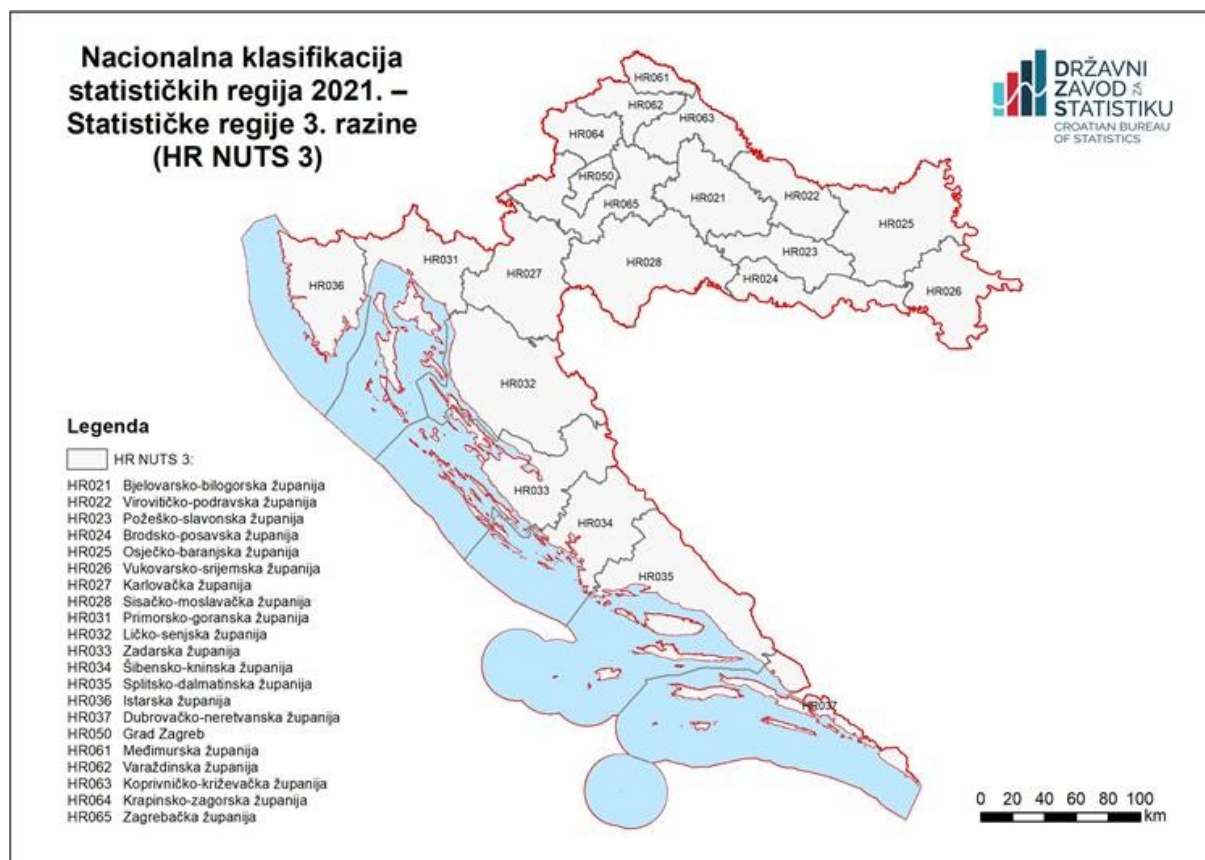 Nacionalna klasifikacija
statističkih regija 2021. –
Statističke regije 3. razine
(HR NUTS 3)
DRŽAVNI
ZAVOD ZA
STATISTIKU
CROATIAN BUREAU
OF STATISTICS
HR061
HR062
HR063
HR064
HR050
HR065
HR021
HR022
HR025
HR023
HR024
HR026
HR028
HR027
HR031
HR036
HR032
HR033
HR034
HR035
HR037
Legenda
HR NUTS 3:
HR021 Bjelovarsko-bilogorska županija
HR022 Virovitičko-podravska županija
HR023 Požeško-slavonska županija
HR024 Brodsko-posavska županija
HR025 Osječko-baranjska županija
HR026 Vukovarsko-srijemska županija
HR027 Karlovačka županija
HR028 Sisačko-moslavačka županija
HR031 Primorsko-goranska županija
HR032 Ličko-senjska županija
HR033 Zadarska županija
HR034 Šibensko-kninska županija
HR035 Splitsko-dalmatinska županija
HR036 Istarska županija
HR037 Dubrovačko-neretvanska županija
HR050 Grad Zagreb
HR061 Međimurska županija
HR062 Varaždinska županija
HR063 Koprivničko-križevačka županija
HR064 Krapinsko-zagorska županija
HR065 Zagrebačka županija
0 20 40 60 80 100
km